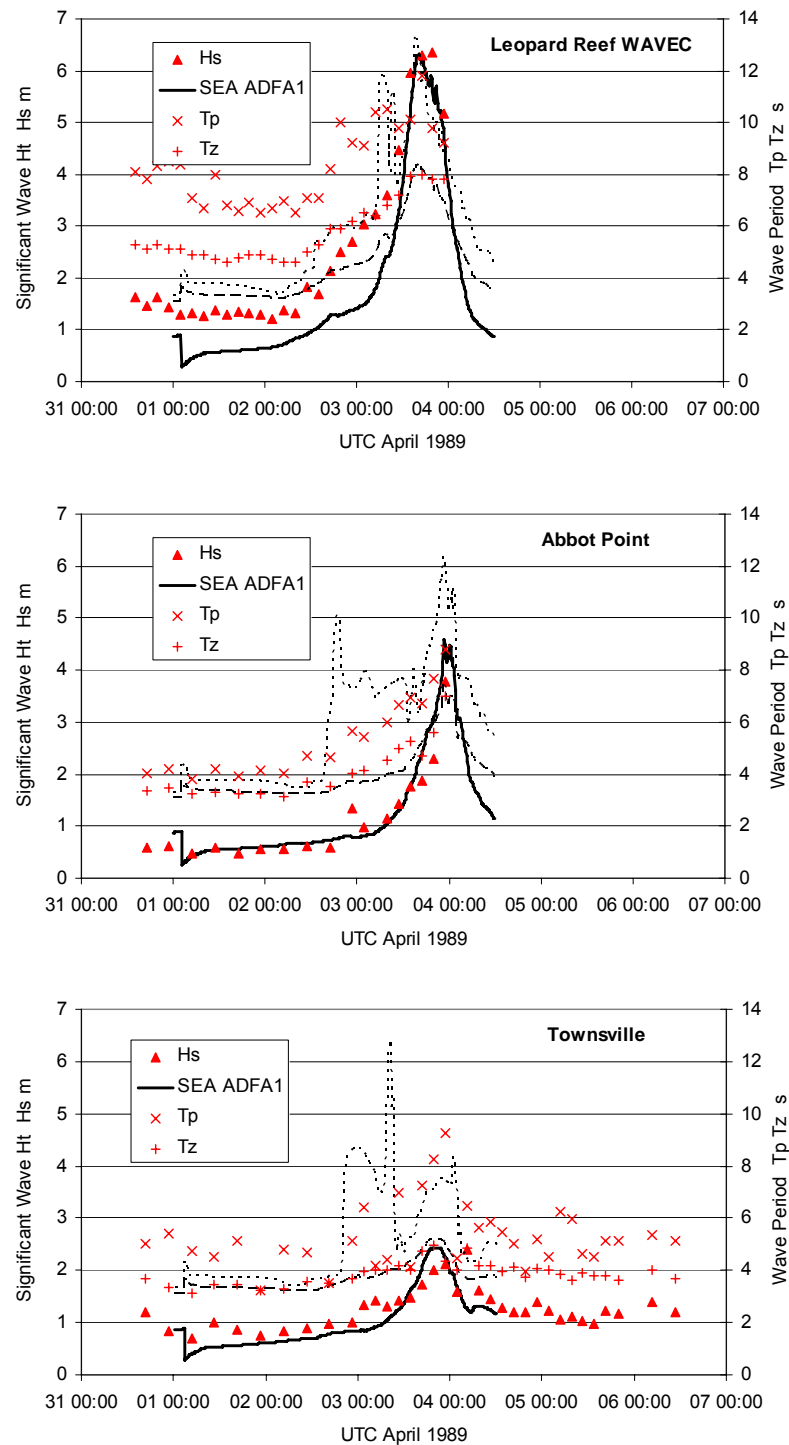 Leopard Reef WAVEC
Hs
SEA ADFA1
Tp
Tz
Significant Wave Ht Hs m
Wave Period Tp Tz s
7
6
5
4
3
2
1
0
14
12
10
8
6
4
2
0
31 00:00 01 00:00 02 00:00 03 00:00 04 00:00 05 00:00 06 00:00 07 00:00
UTC April 1989
Abbot Point
Hs
SEA ADFA1
Tp
Tz
Significant Wave Ht Hs m
Wave Period Tp Tz s
7
6
5
4
3
2
1
0
14
12
10
8
6
4
2
0
31 00:00 01 00:00 02 00:00 03 00:00 04 00:00 05 00:00 06 00:00 07 00:00
UTC April 1989
Townsville
Hs
SEA ADFA1
Tp
Tz
Significant Wave Ht Hs m
Wave Period Tp Tz s
7
6
5
4
3
2
1
0
14
12
10
8
6
4
2
0
31 00:00 01 00:00 02 00:00 03 00:00 04 00:00 05 00:00 06 00:00 07 00:00
UTC April 1989